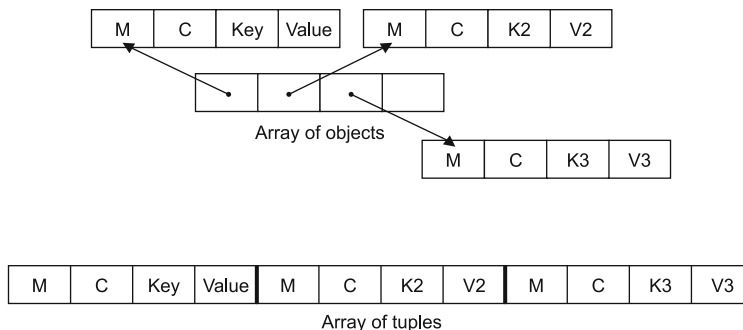 M C Key Value M C K2 V2
Array of objects
M C K3 V3
M C Key Value M C K2 V2 M C K3 V3
Array of tuples